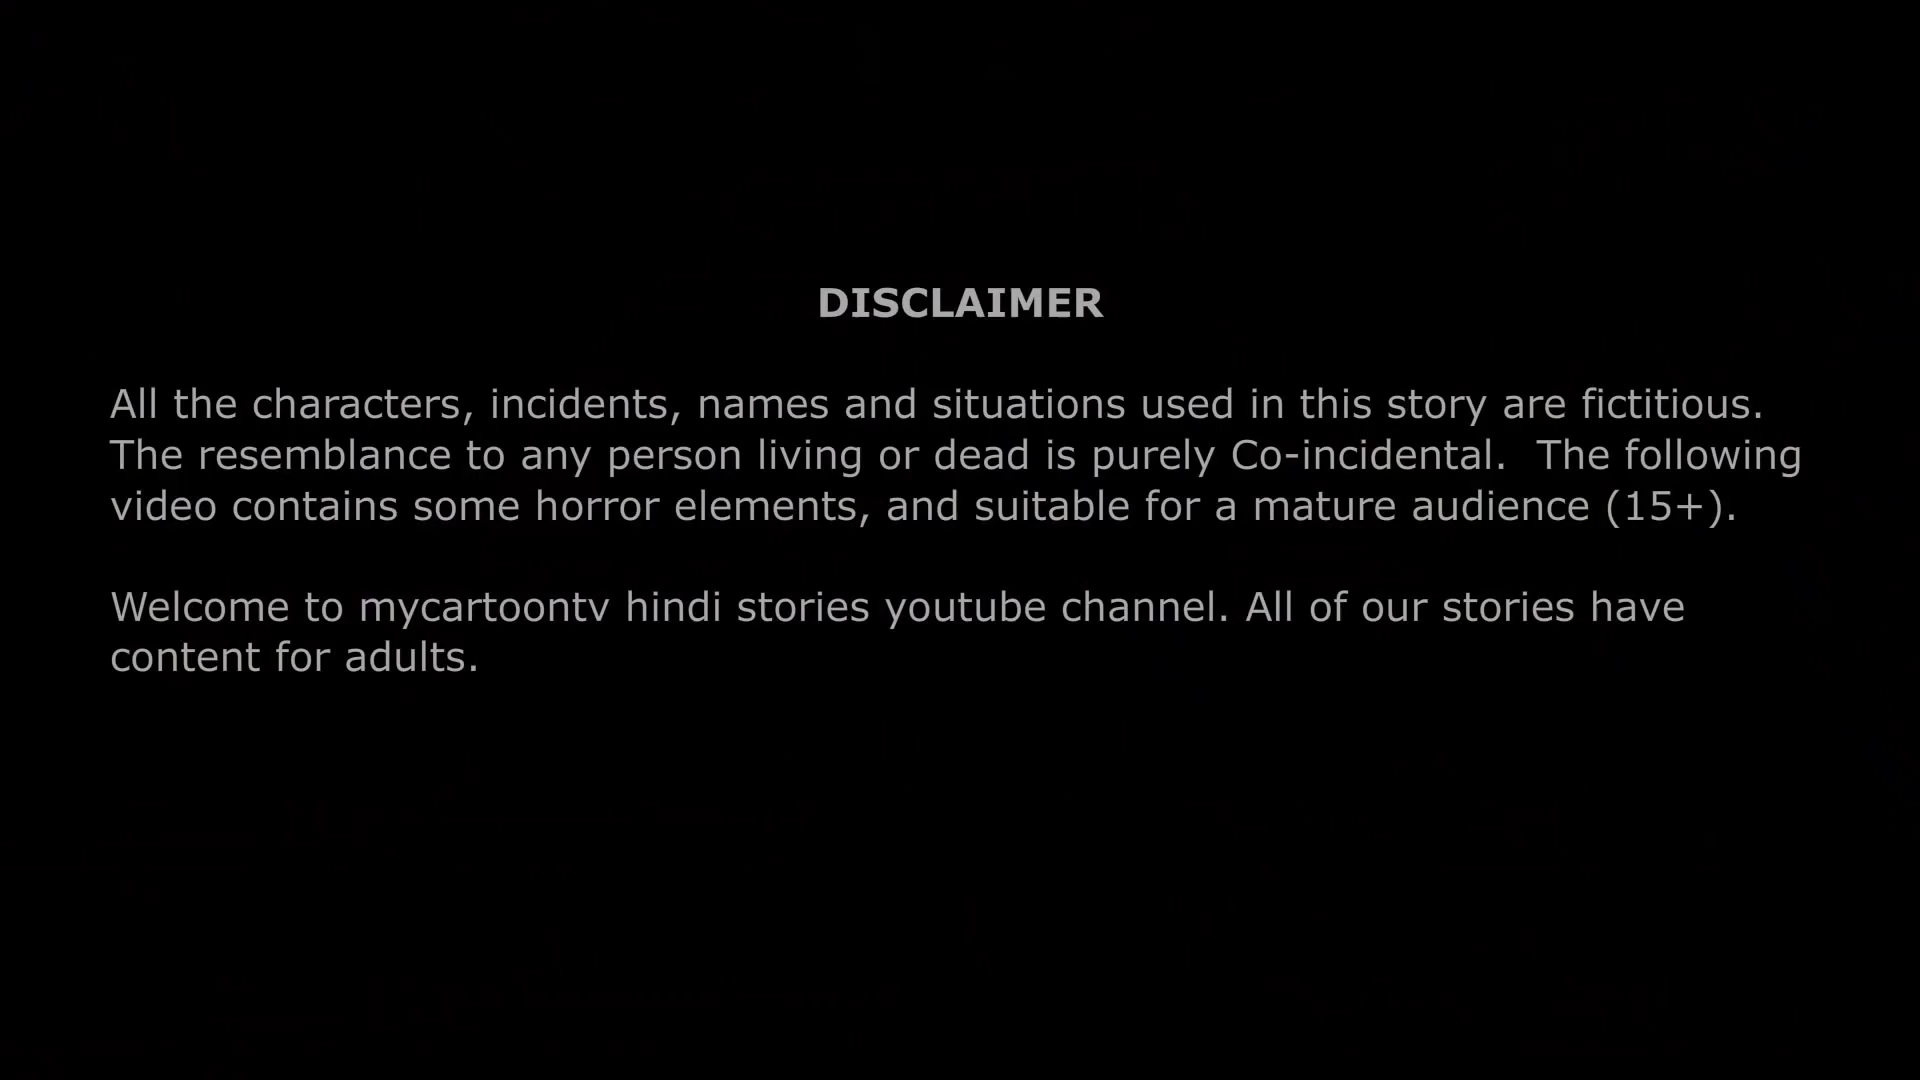 DISCLAIMER
All the characters, incidents, names and situations used in this story are fictitious.
The resemblance to any person living or dead is purely Co-incidental.  The following
video contains some horror elements, and suitable for a mature audience (15+).
Welcome to mycartoontv hindi stories youtube channel. All of our stories have
content for adults.